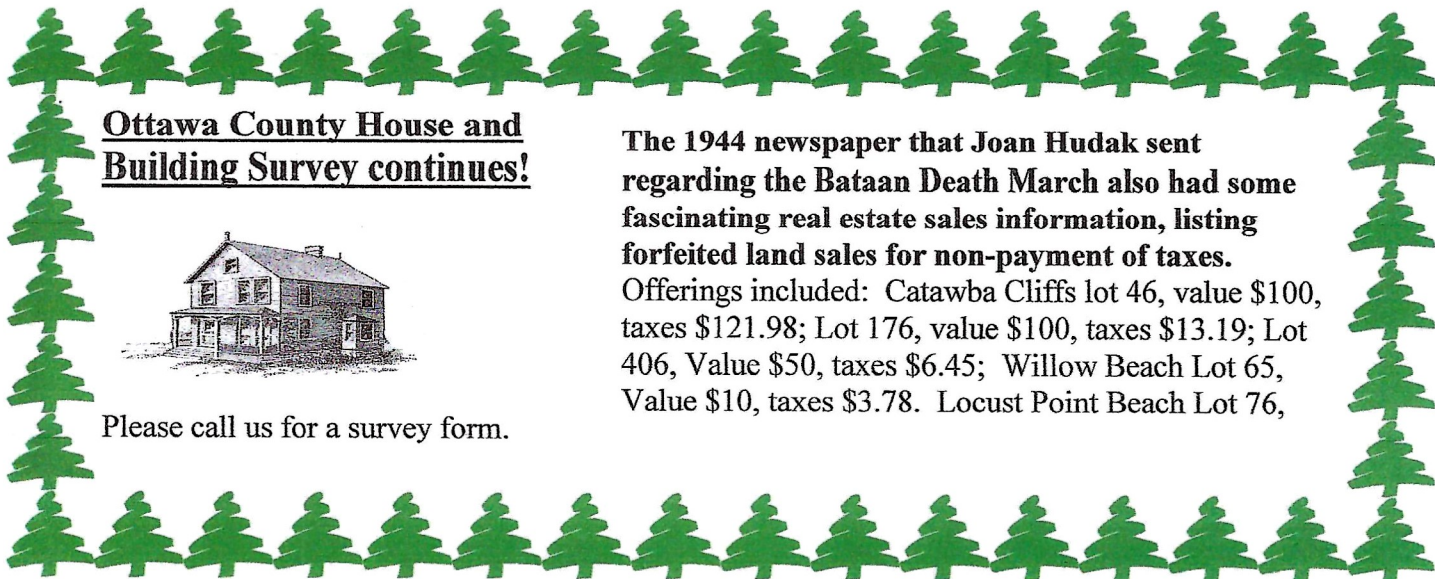 Ottawa County House and
Building Survey continues!
Please call us for a survey form.
The 1944 newspaper that Joan Hudak sent
regarding the Bataan Death March also had some
fascinating real estate sales information, listing
forfeited land sales for non-payment of taxes.
Offerings included:  Catawba Cliffs lot 46, value $100,
taxes $121.98; Lot 176, value $100, taxes $13.19; Lot
406, Value $50, taxes $6.45;  Willow Beach Lot 65,
Value $10, taxes $3.78.  Locust Point Beach Lot 76,